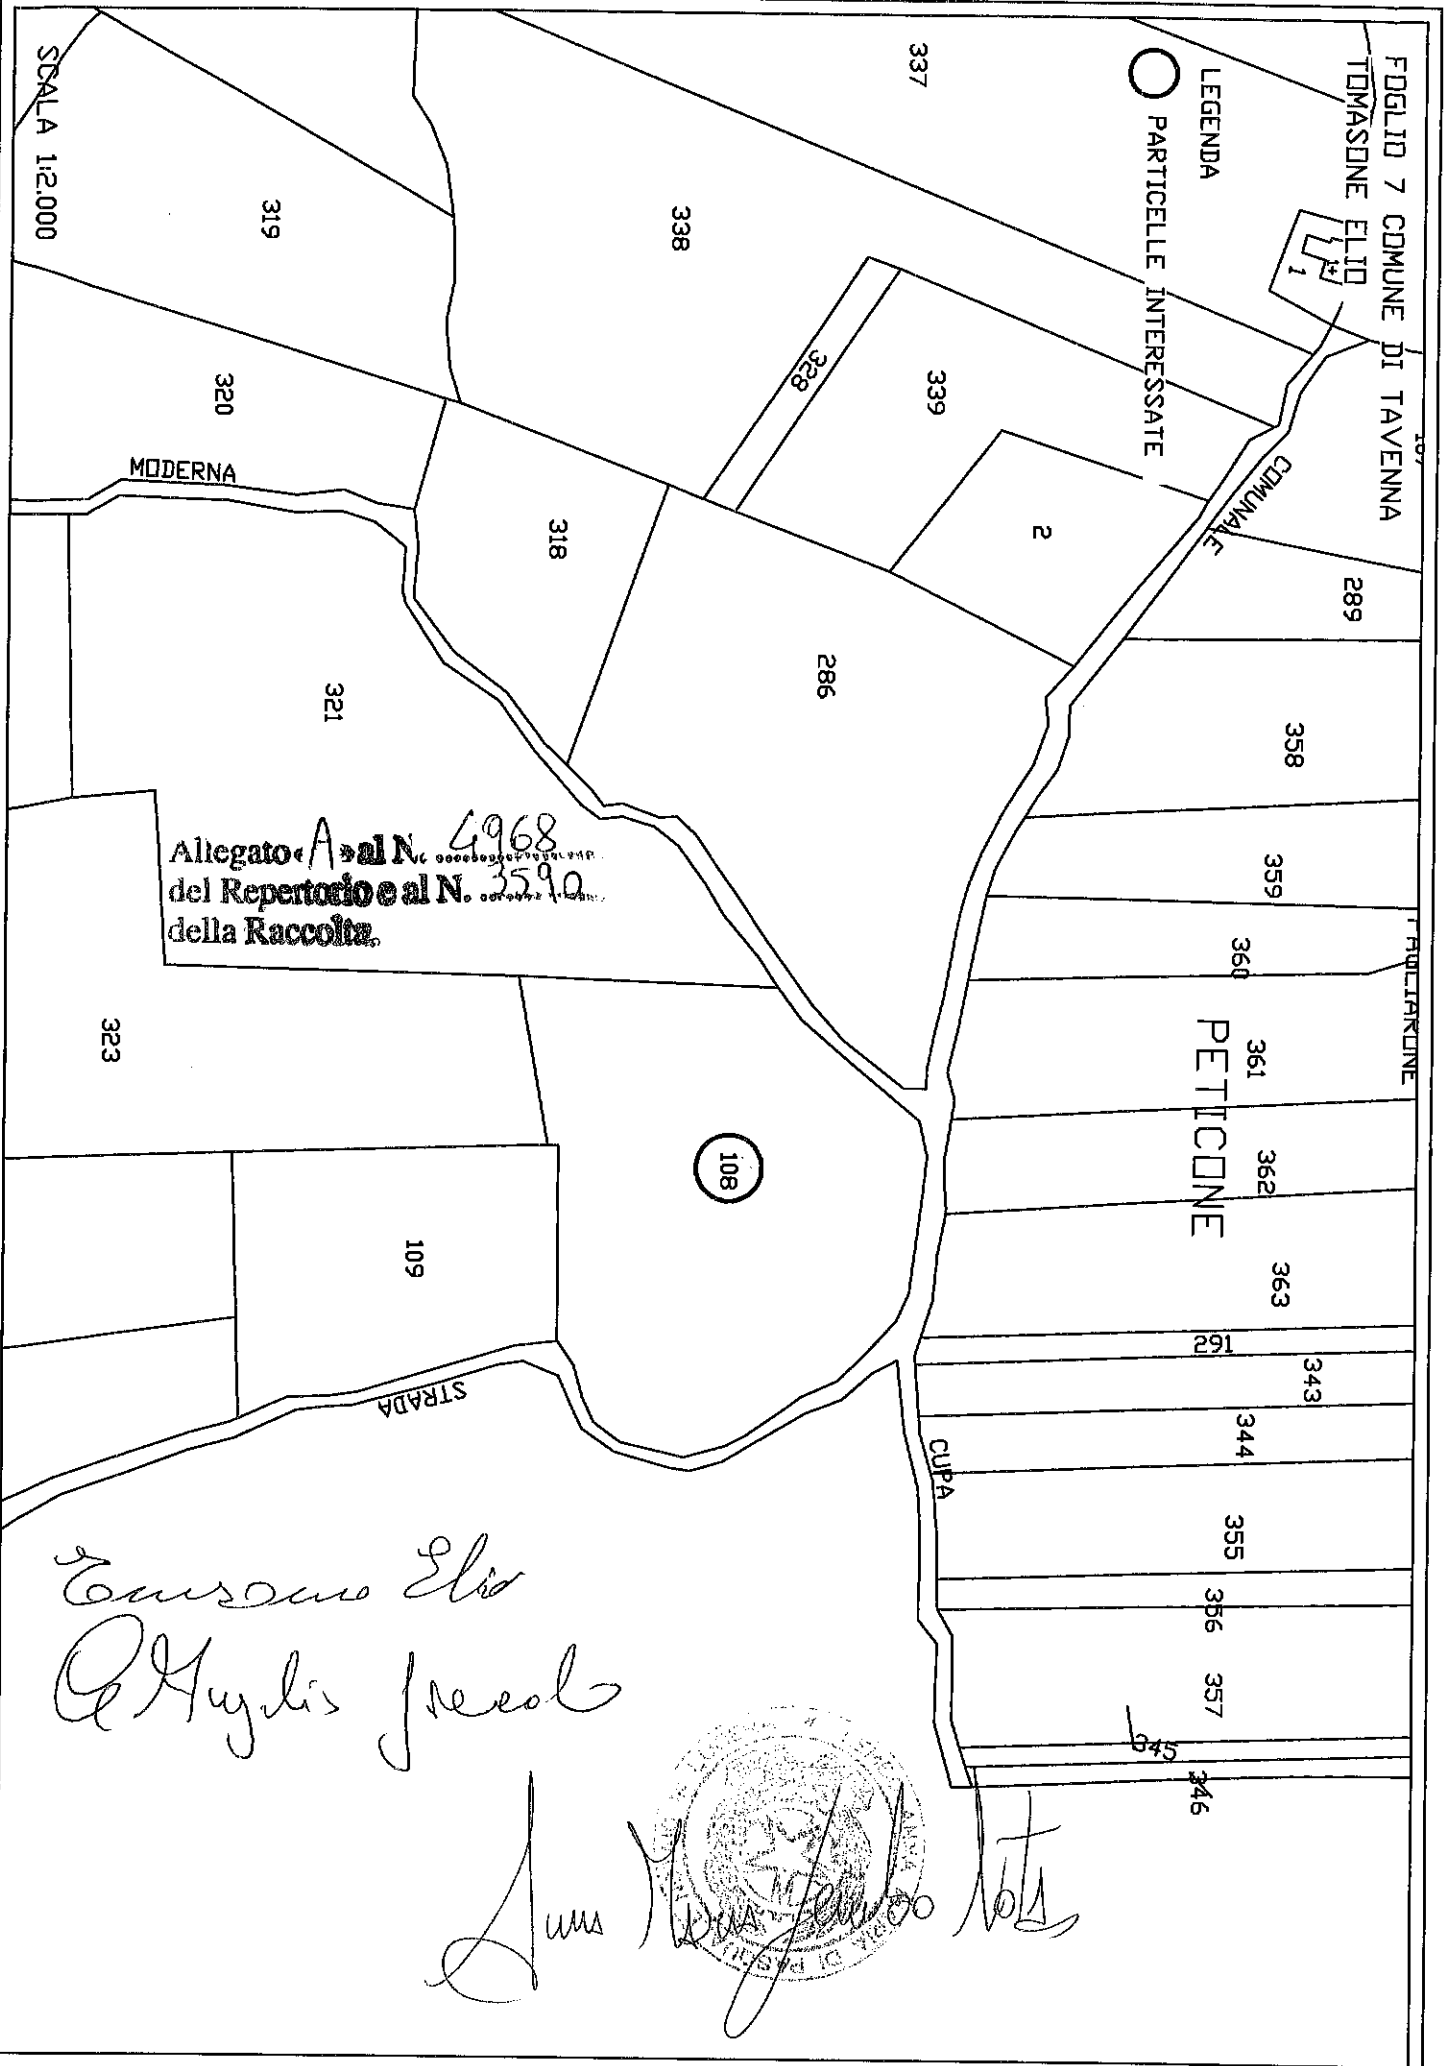 FOGLIO 7 COMUNE DI TAVENNA
TOMASONE ELIO
LEGENDA
PARTICELLE INTERESSATE
SCALA 1:2.000
337
338
319
320
328
339
1
2
COMUNALE
289
MODERNA
318
286
321
358
359
360
361
PETICONE
362
363
291
343
344
355
356
357
345
346
CUPA
108
109
323
STRADA
Allegato «A» al N. 4968
del Repertorio e al N. 3590
della Raccolta.
Elio